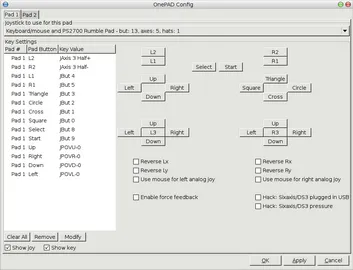 OnePAD Config
Pad 1 Pad 2
Joystick to use for this pad
Keyboard/mouse and PS2700 Rumble Pad - but: 13, axes: 5, hats: 1
Key Settings
Pad # Pad Button Key Value
Pad 1 L2 JAxis 3 Half+
Pad 1 R2 JAxis 3 Half-
Pad 1 L1 JBut 4
Pad 1 R1 JBut 5
Pad 1 Triangle JBut 3
Pad 1 Circle JBut 2
Pad 1 Cross JBut 1
Pad 1 Square JBut 0
Pad 1 Select JBut 8
Pad 1 Start JBut 9
Pad 1 Up JPOVU-0
Pad 1 Right JPOVR-0
Pad 1 Down JPOVD-0
Pad 1 Left JPOVL-0
L2 R2
L1 R1
Select Start
Up Triangle
Left Right Square Circle
Down Cross
Up Up
Left L3 Right Left R3 Right
Down Down
Reverse Lx Reverse Rx
Reverse Ly Reverse Ry
Use mouse for left analog joy Use mouse for right analog joy
Enable force feedback Hack: Sixaxis/DS3 plugged in USB
Hack: Sixaxis/DS3 pressure
Clear All Remove Modify
Show Joy Show key
OK Apply Cancel